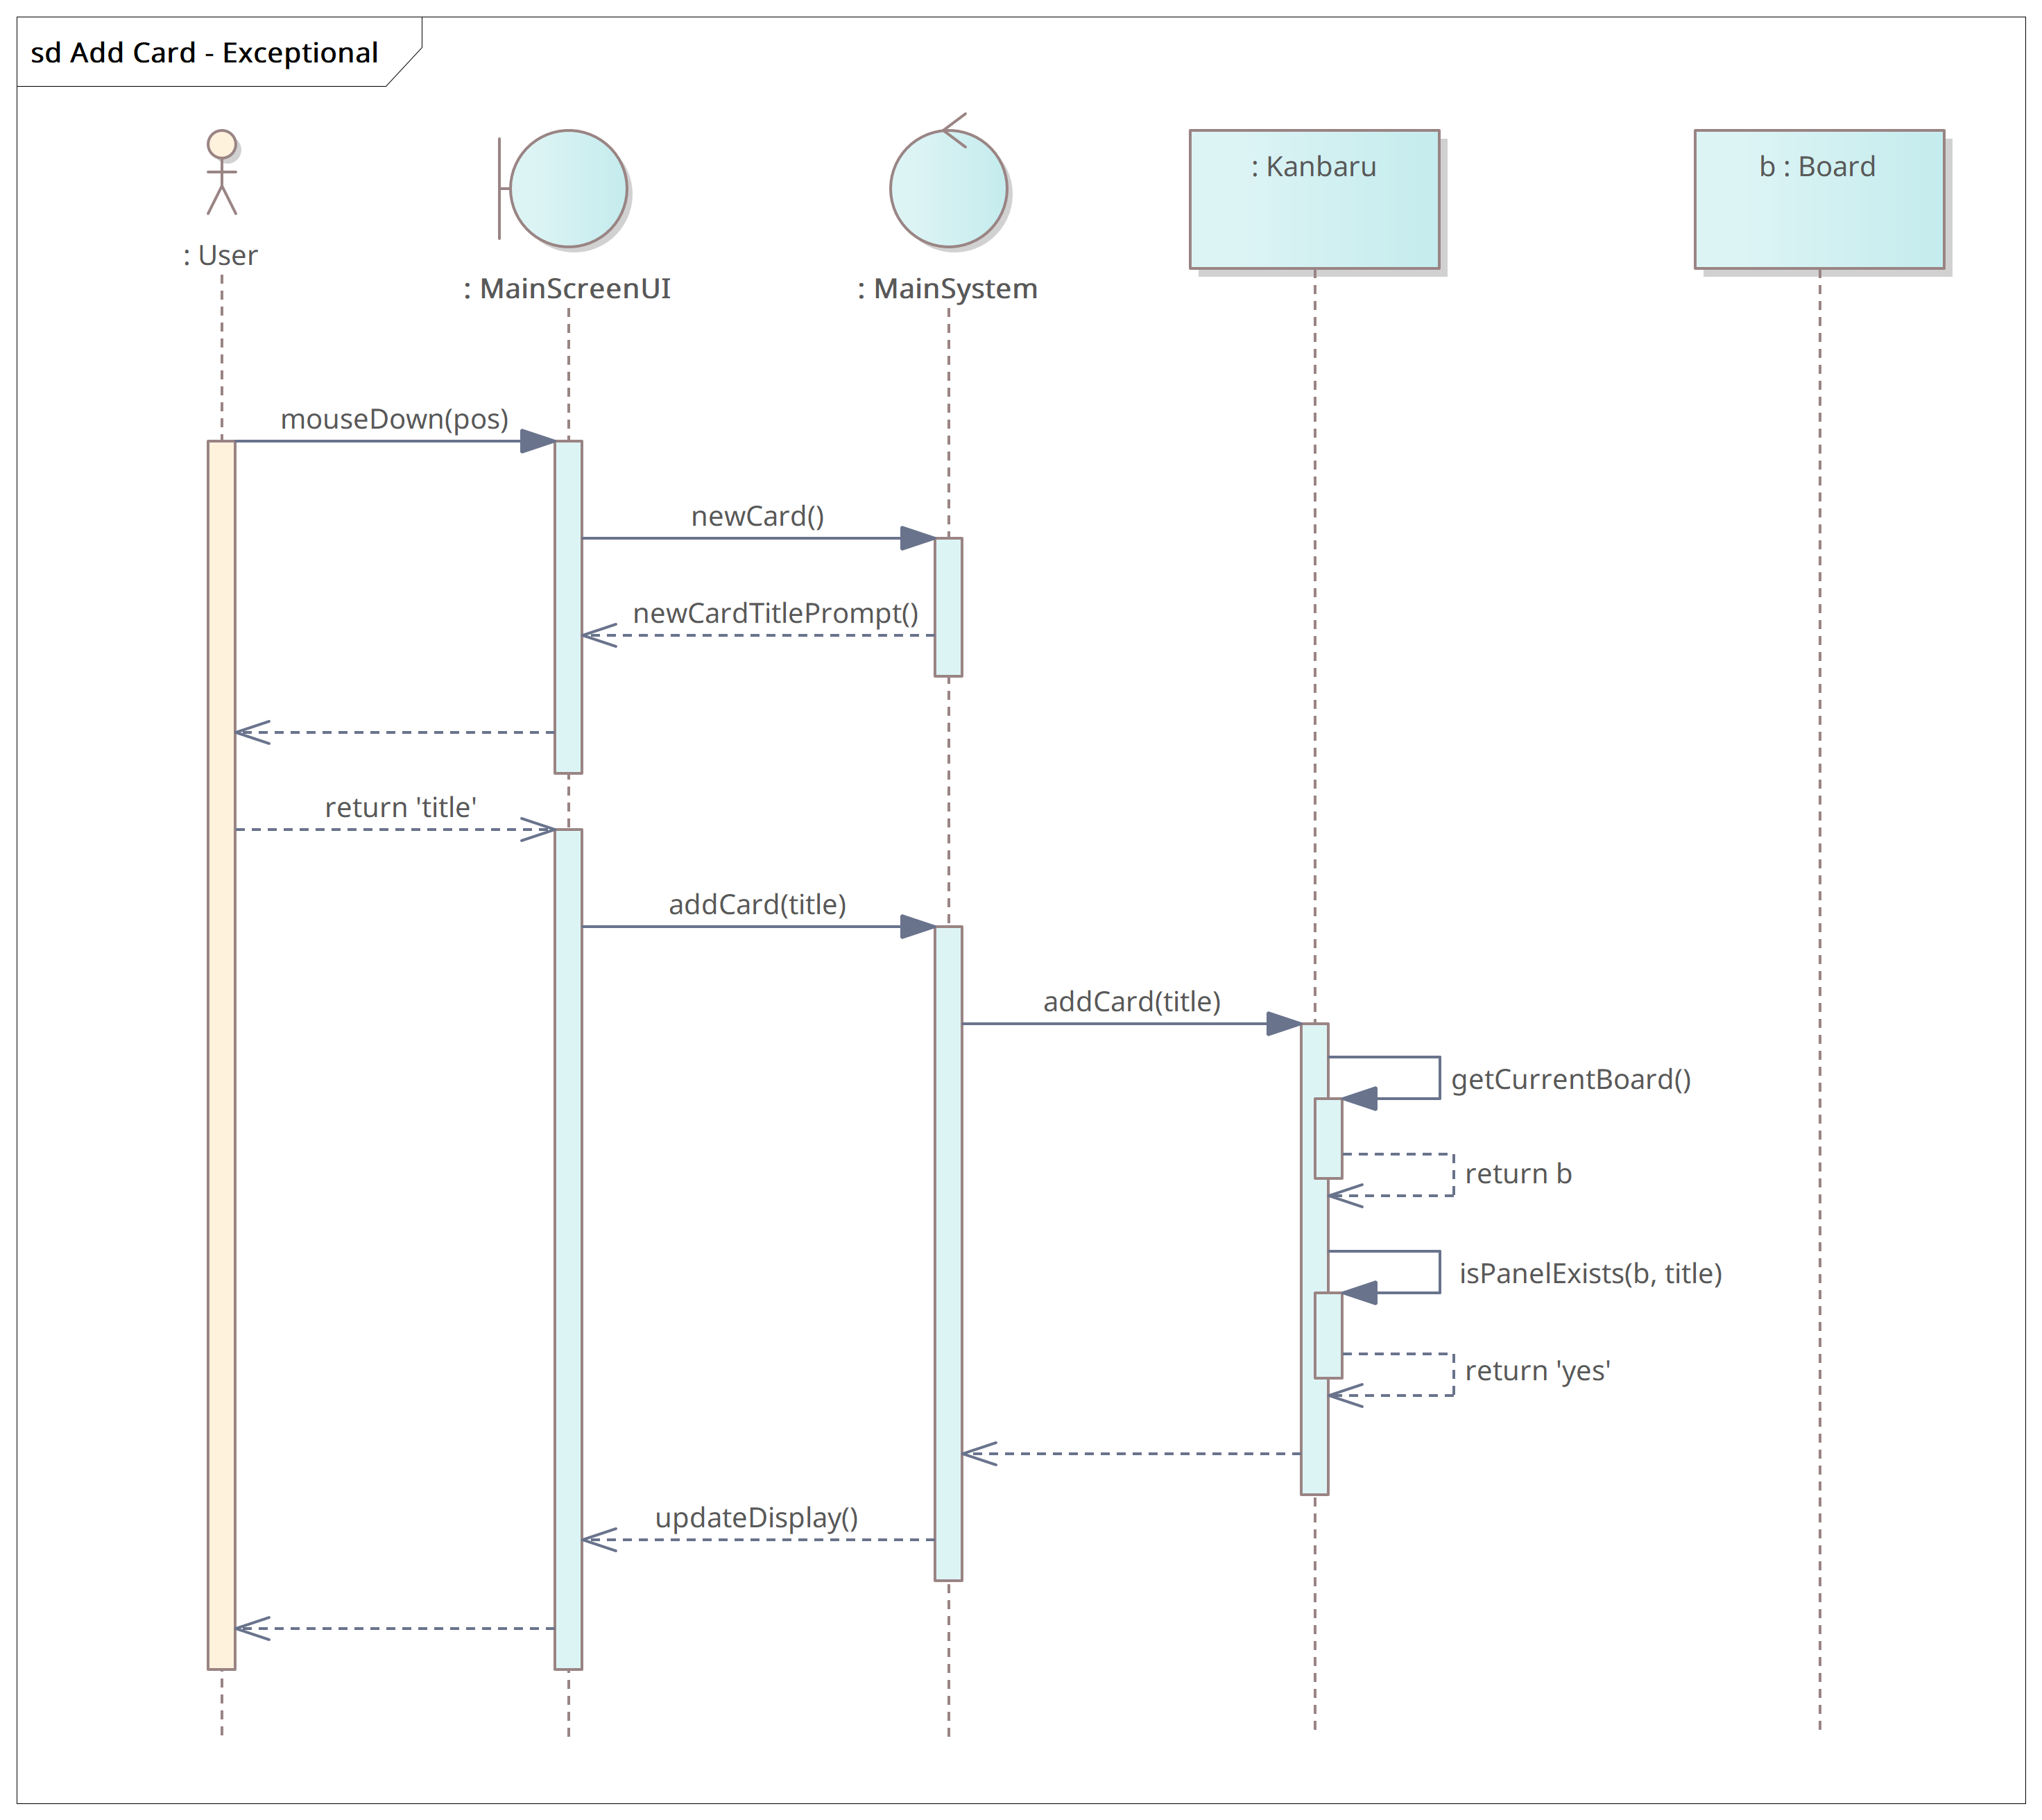 sd Add Card - Exceptional
: User
: MainScreenUI
: MainSystem
: Kanbaru
b : Board
mouseDown(pos)
newCard()
newCardTitlePrompt()
return 'title'
addCard(title)
addCard(title)
getCurrentBoard()
return b
isPanelExists(b, title)
return 'yes'
updateDisplay()